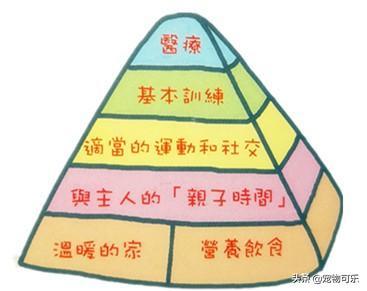 醫療
基本訓練
適當的運動和社交
與主人的「親子時間」
溫暖的家
營養飲食
头条@宠物可乐